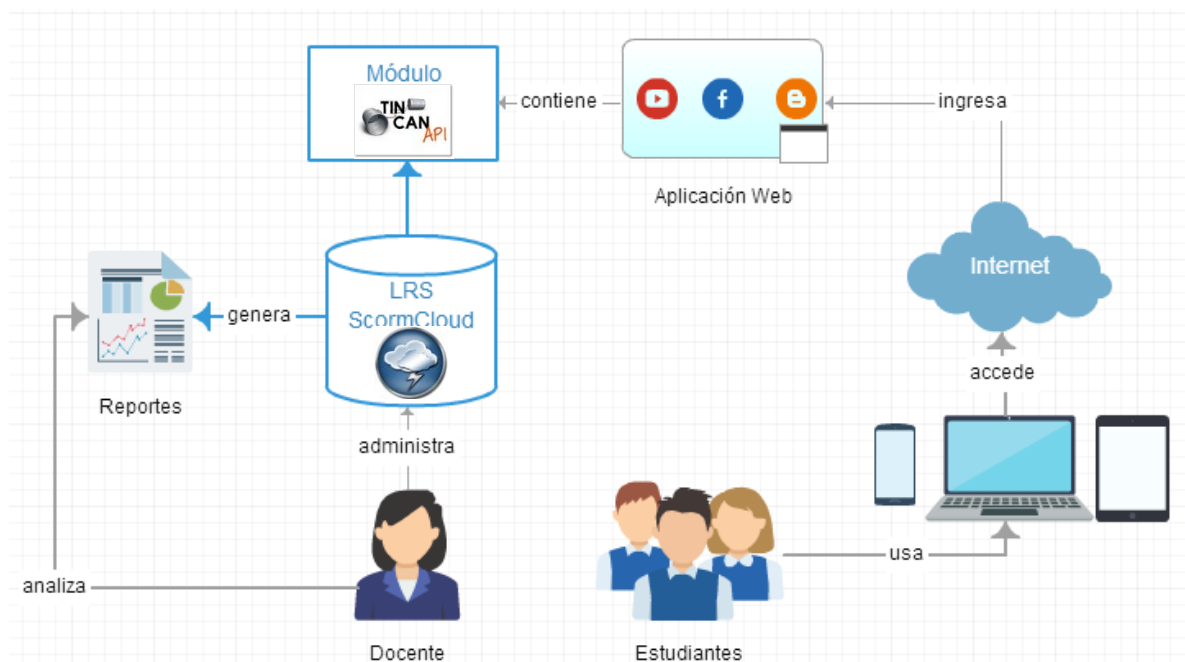 Módulo
TIN
CAN
API
contiene
ingresa
Aplicación Web
Internet
LRS
ScormCloud
genera
Reportes
accede
administra
usa
analiza
Docente
Estudiantes